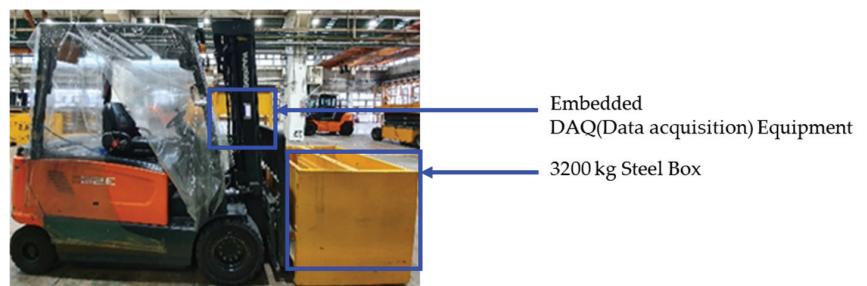 Embedded
DAQ(Data acquisition) Equipment
3200 kg Steel Box